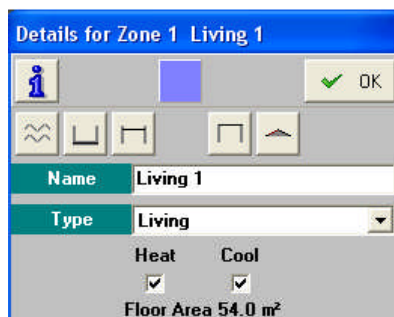 Details for Zone 1 Living 1
OK
Name Living 1
Type Living
Heat Cool
Floor Area 54.0 m²